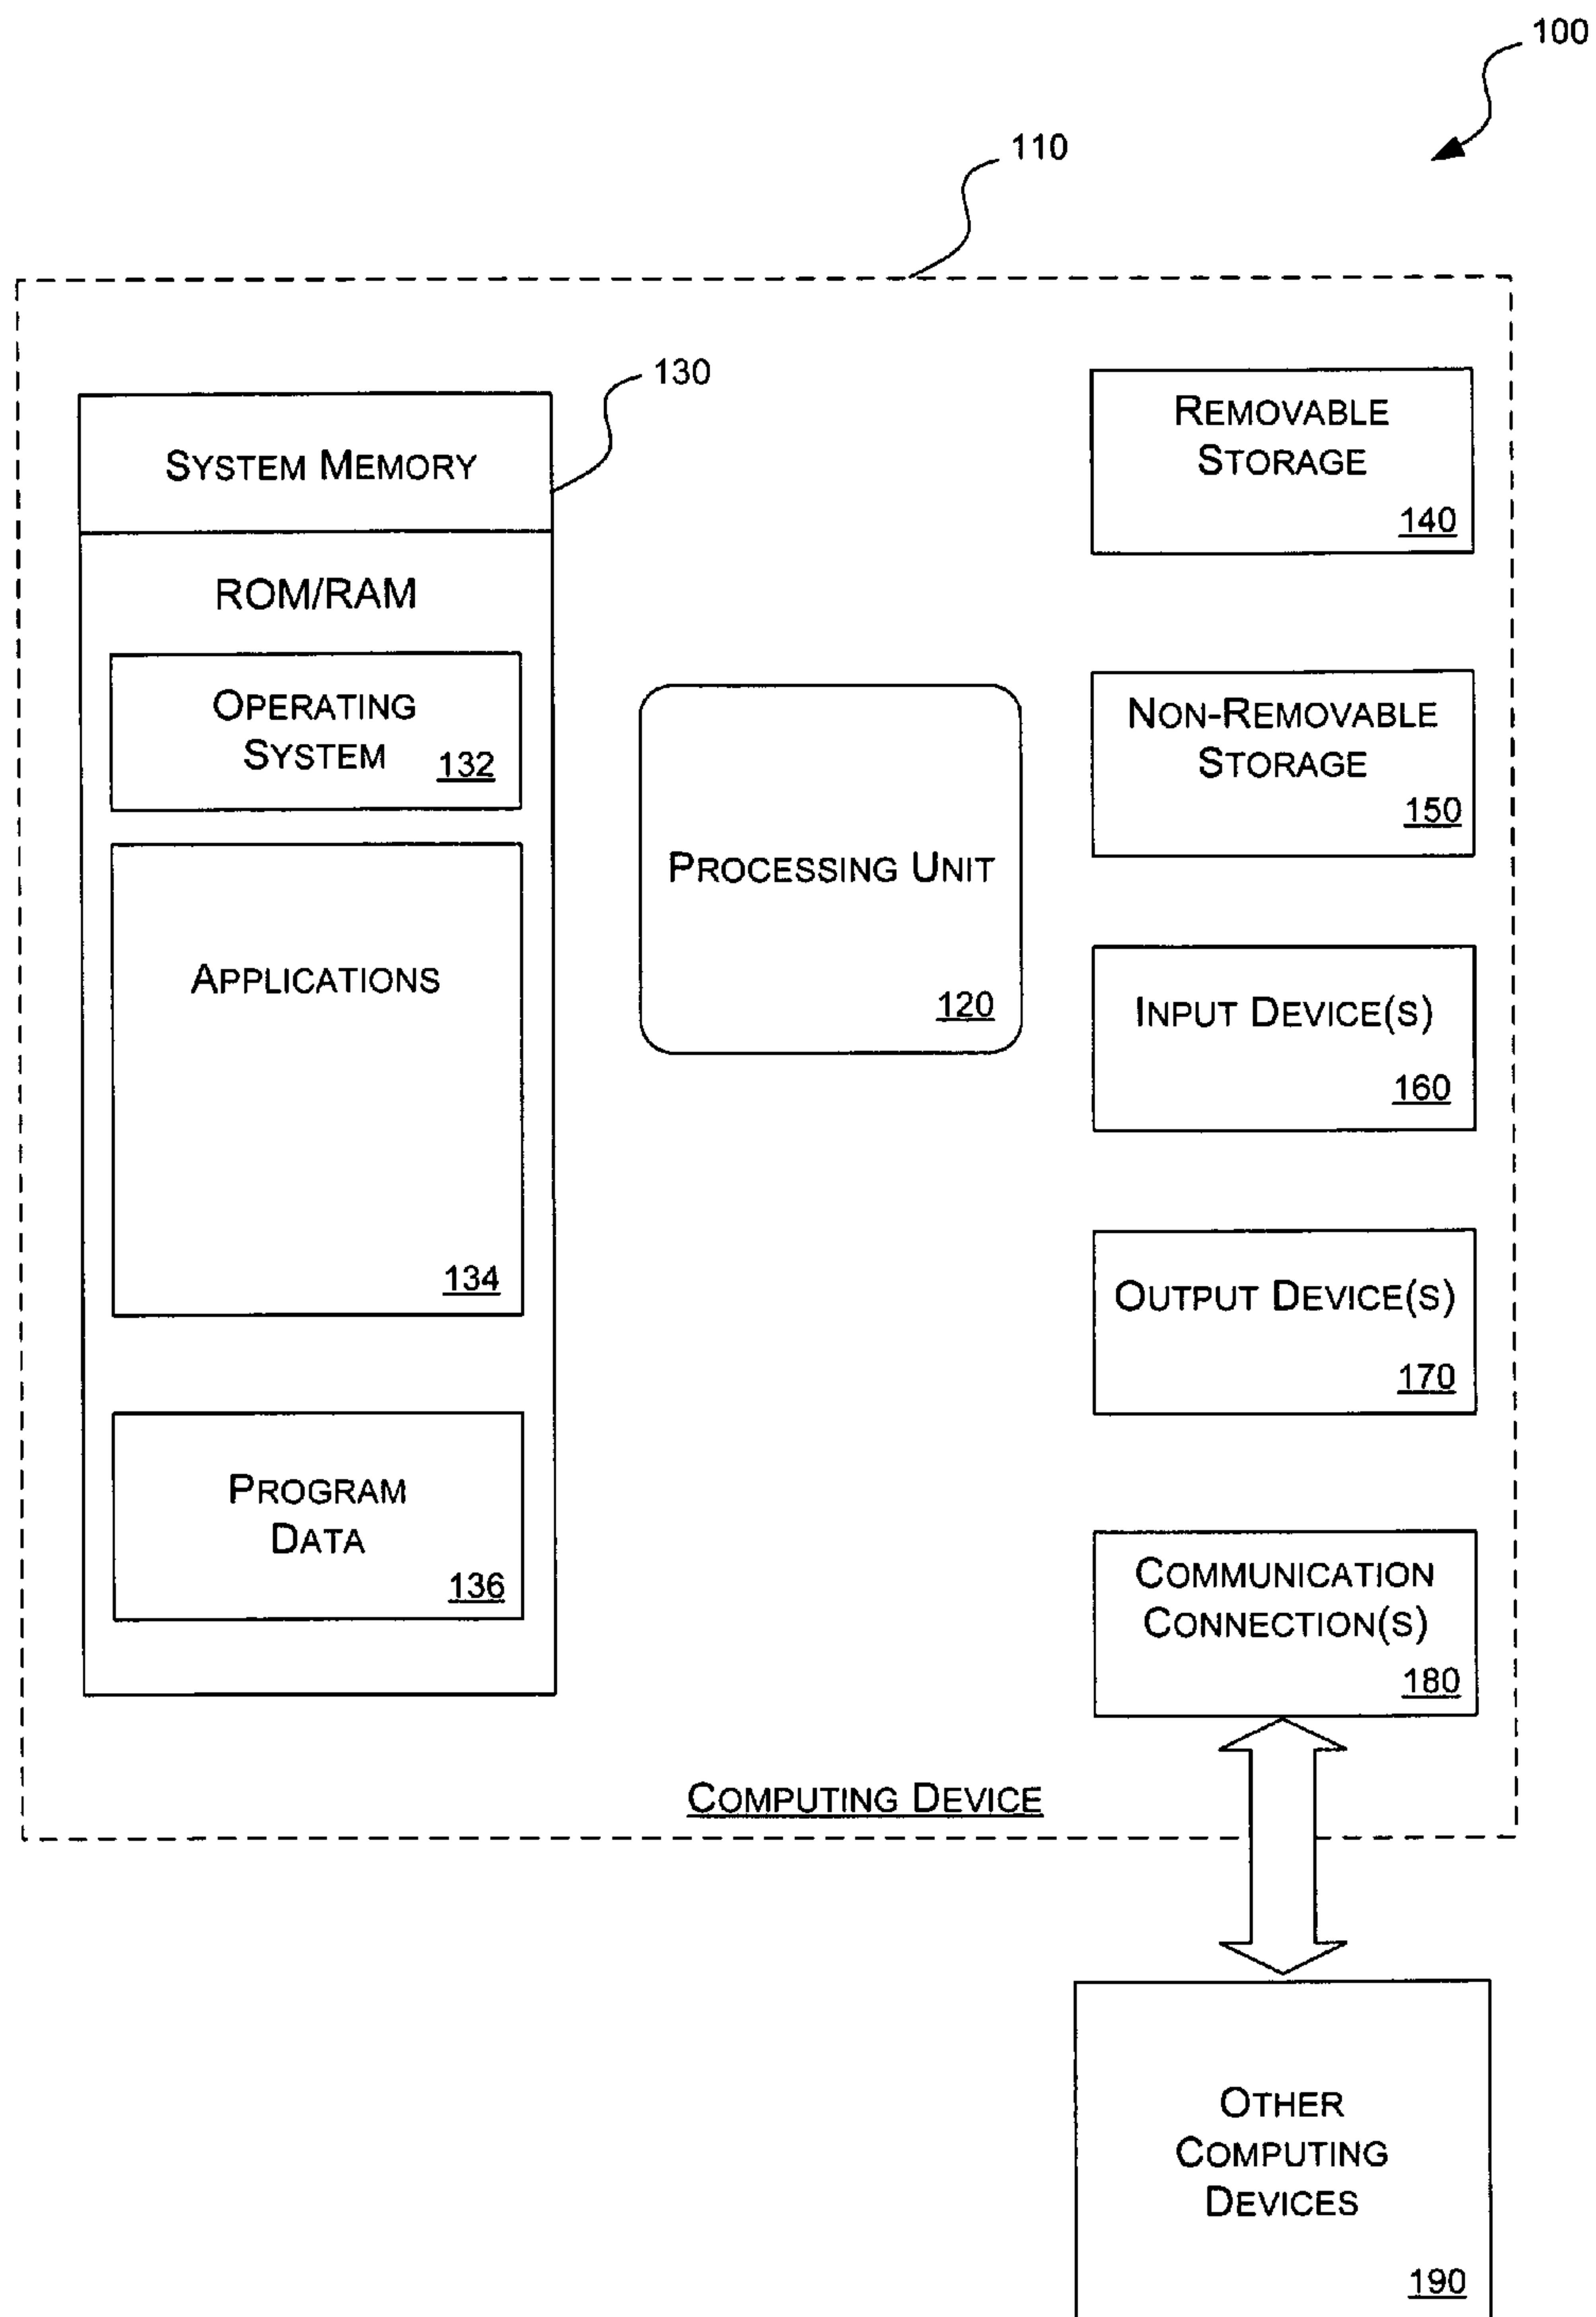 100
110
130
SYSTEM MEMORY
ROM/RAM
OPERATING
SYSTEM
132
APPLICATIONS
134
PROGRAM
DATA
136
PROCESSING UNIT
120
REMOVABLE
STORAGE
140
NON-REMOVABLE
STORAGE
150
INPUT DEVICE(S)
160
OUTPUT DEVICE(S)
170
COMMUNICATION
CONNECTION(S)
180
COMPUTING DEVICE
OTHER
COMPUTING
DEVICES
190